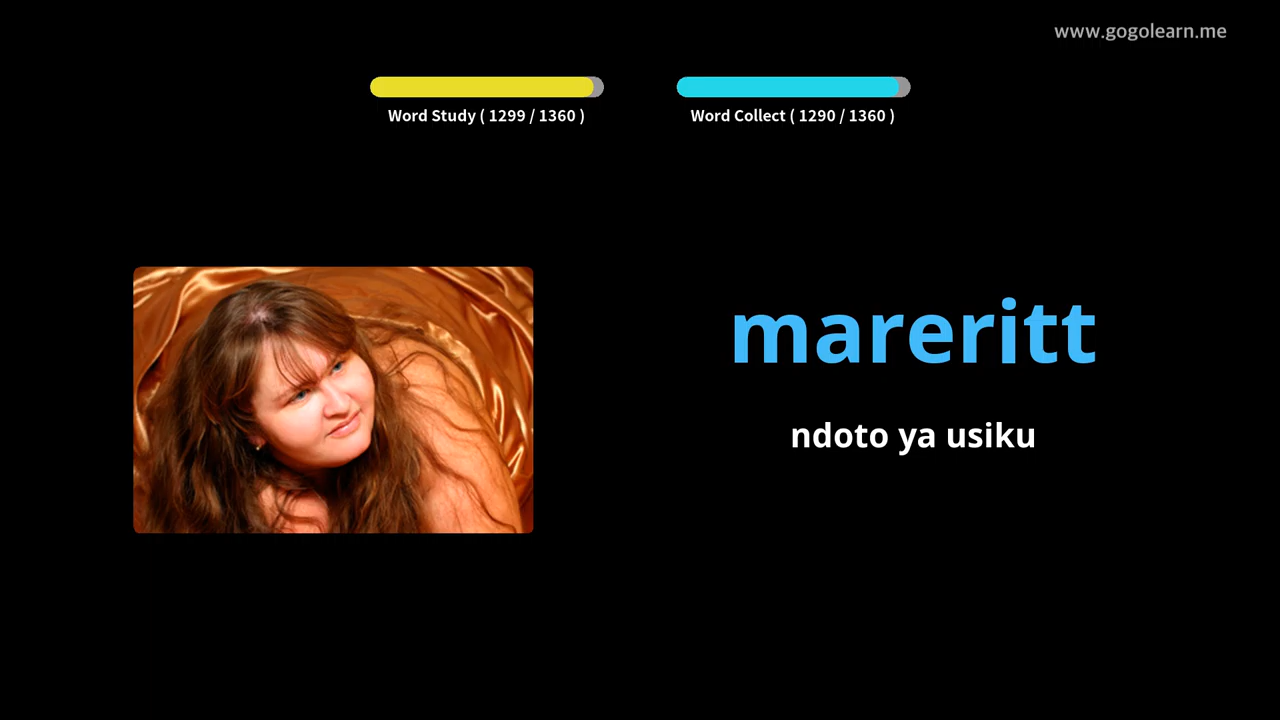 www.gogolearn.me
Word Study ( 1299 / 1360 )
Word Collect ( 1290 / 1360 )
mareritt
ndoto ya usiku